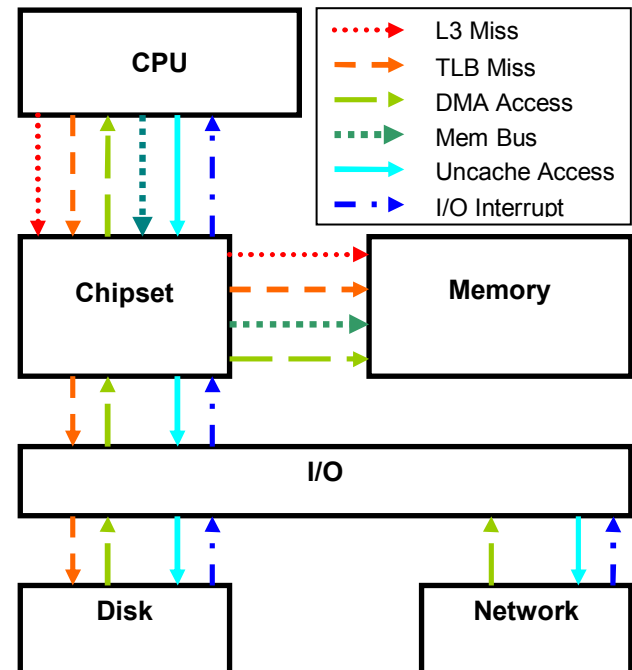 CPU
L3 Miss
TLB Miss
DMA Access
Mem Bus
Uncache Access
I/O Interrupt
Chipset
Memory
I/O
Disk
Network